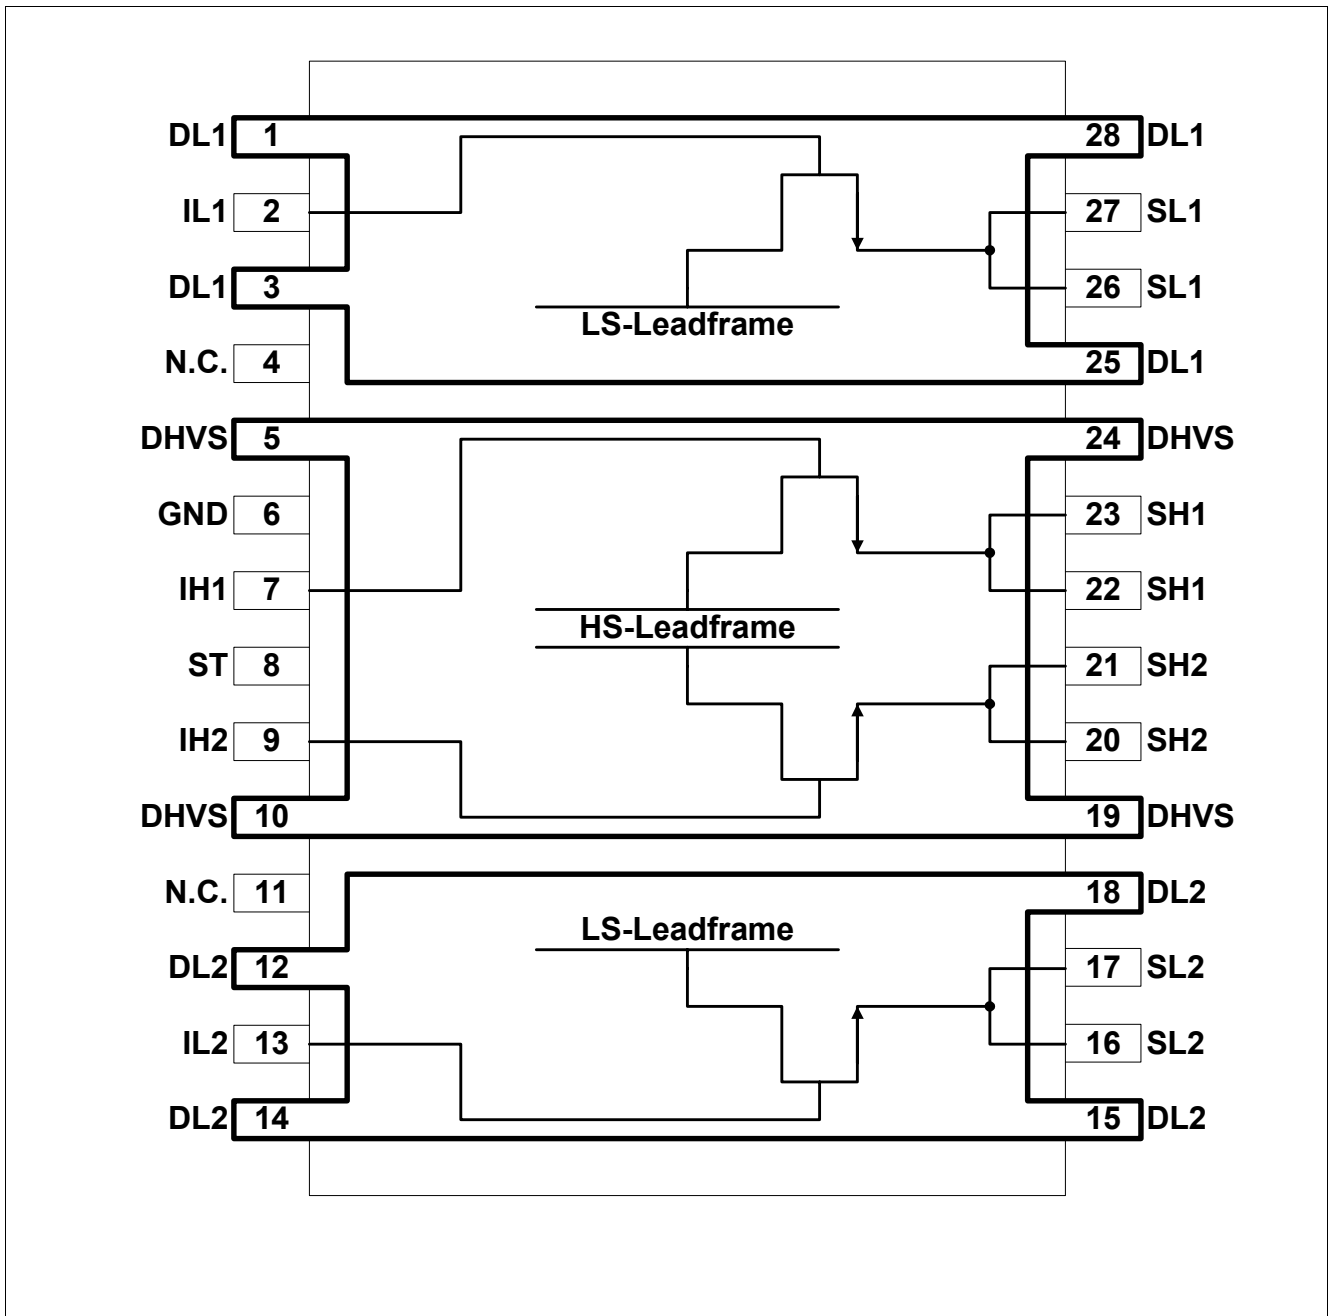 DL1 1 28 DL1
IL1 2 27 SL1
DL1 3 26 SL1
LS-Leadframe
N.C. 4 25 DL1
DHVS 5 24 DHVS
GND 6 23 SH1
IH1 7 22 SH1
HS-Leadframe
ST 8 21 SH2
IH2 9 20 SH2
DHVS 10 19 DHVS
N.C. 11 18 DL2
LS-Leadframe
DL2 12 17 SL2
IL2 13 16 SL2
DL2 14 15 DL2